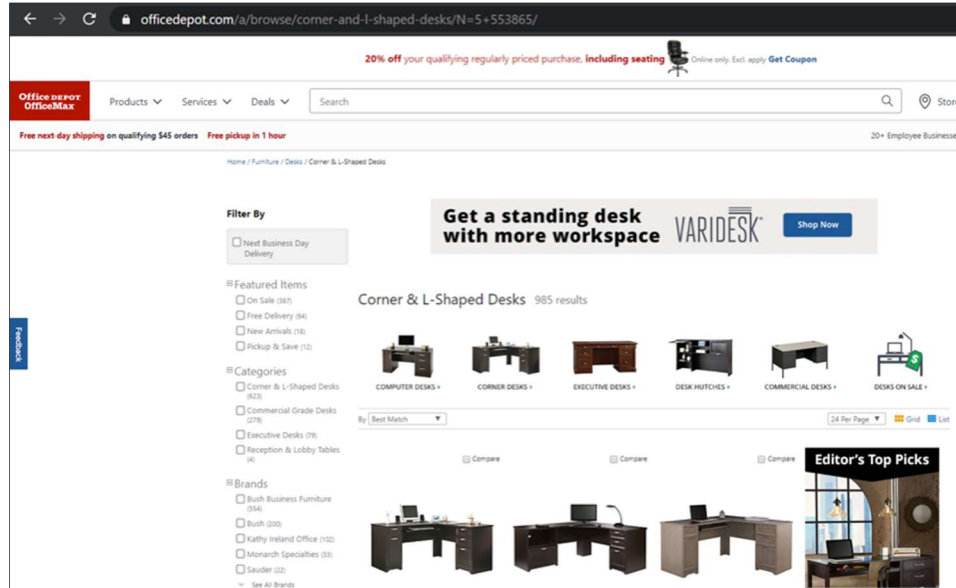 officedepot.com/a/browse/corner-and-l-shaped-desks/N=5+553865/
20% off your qualifying regularly priced purchase, including seating Online only. Excl. apply Get Coupon
Office DEPOT
OfficeMax
Products
Services
Deals
Search
Store
Free next-day shipping on qualifying $45 orders Free pickup in 1 hour
20+ Employee Businesse
Home / Furniture / Desks / Corner & L-Shaped Desks
Get a standing desk
with more workspace
VARIDESK
Shop Now
Filter By
Next Business Day
Delivery
Featured Items
On Sale (387)
Free Delivery (64)
New Arrivals (18)
Pickup & Save (12)
Categories
Corner & L-Shaped Desks
(623)
Commercial Grade Desks
(279)
Executive Desks (79)
Reception & Lobby Tables
(4)
Brands
Bush Business Furniture
(354)
Bush (200)
Kathy Ireland Office (102)
Monarch Specialties (33)
Sauder (22)
See All Brands
Feedback
Corner & L-Shaped Desks 985 results
COMPUTER DESKS
CORNER DESKS
EXECUTIVE DESKS
DESK HUTCHES
COMMERCIAL DESKS
$
DESKS ON SALE
By Best Match
24 Per Page
Grid
List
Compare
Compare
Compare
Editor's Top Picks